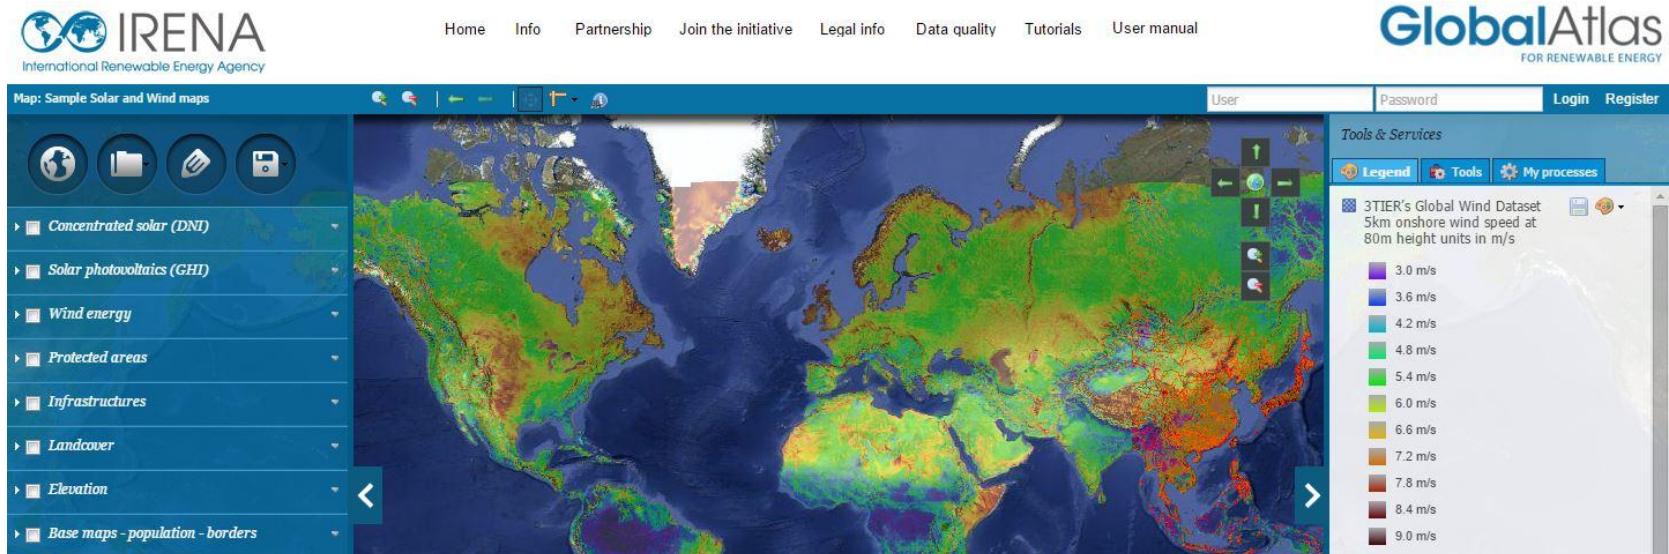 IRENA
International Renewable Energy Agency
Home Info Partnership Join the initiative Legal info Data quality Tutorials User manual
GlobalAtlas
FOR RENEWABLE ENERGY
Map: Sample Solar and Wind maps
User Password Login Register
Concentrated solar (DNI)
Solar photovoltaics (GHI)
Wind energy
Protected areas
Infrastructures
Landcover
Elevation
Base maps - population - borders
Tools & Services
Legend Tools My processes
3TIER's Global Wind Dataset
5km onshore wind speed at
80m height units in m/s
3.0 m/s
3.6 m/s
4.2 m/s
4.8 m/s
5.4 m/s
6.0 m/s
6.6 m/s
7.2 m/s
7.8 m/s
8.4 m/s
9.0 m/s